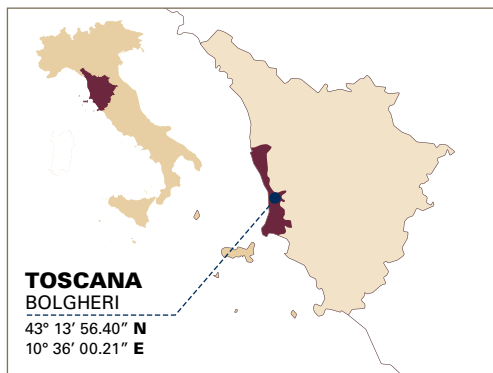 TOSCANA
BOLGHERI
43° 13′ 56.40″ N
10° 36′ 00.21″ E